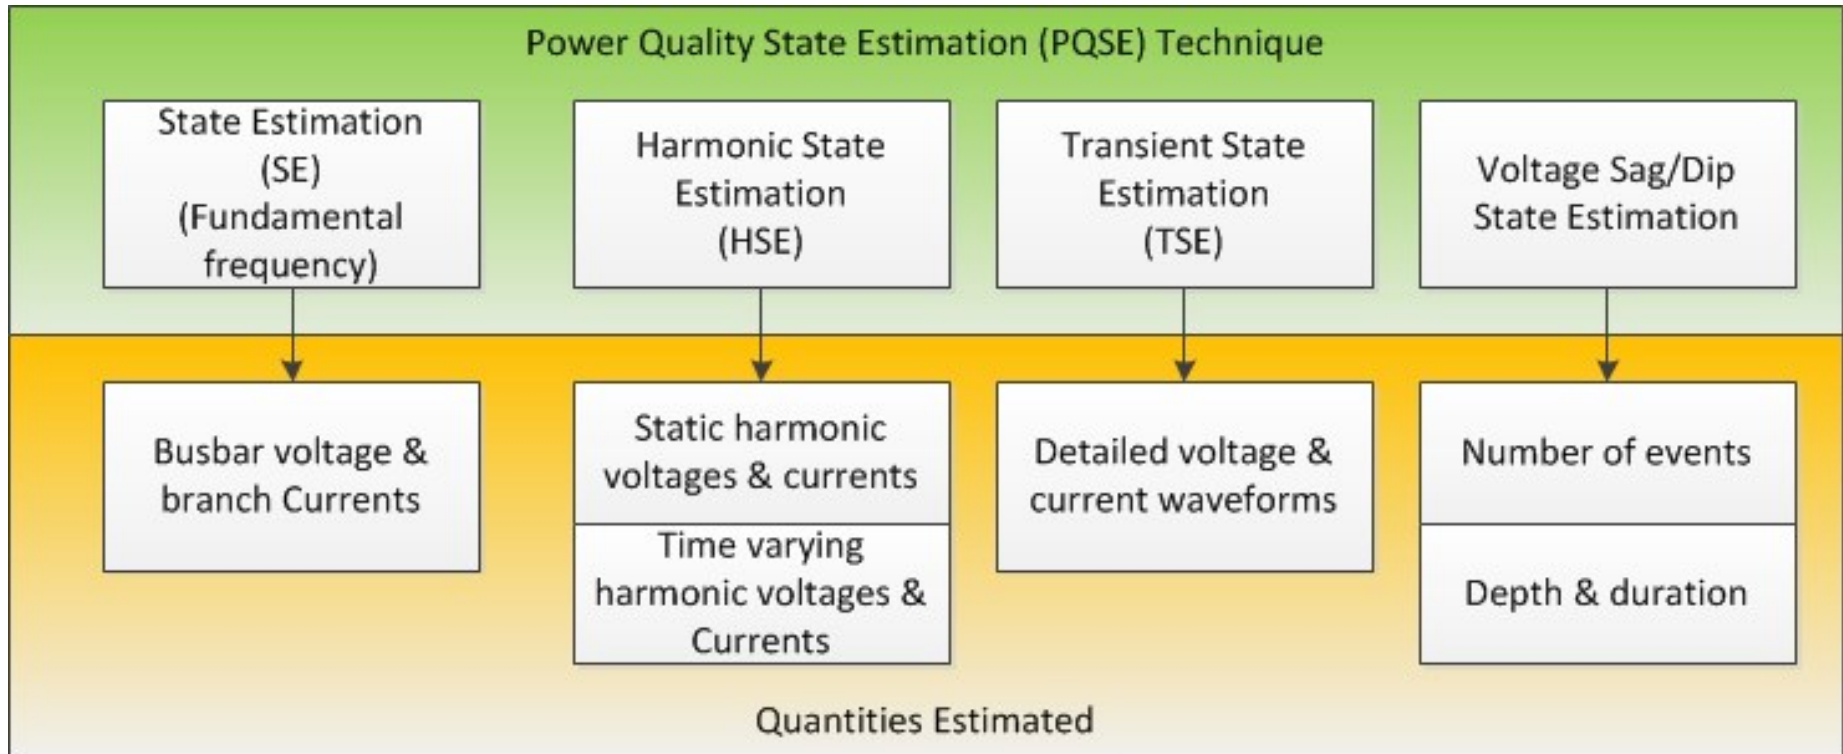 Power Quality State Estimation (PQSE) Technique
State Estimation
(SE)
(Fundamental
frequency)
Harmonic State
Estimation
(HSE)
Transient State
Estimation
(TSE)
Voltage Sag/Dip
State Estimation
Busbar voltage &
branch Currents
Static harmonic
voltages & currents
Time varying
harmonic voltages &
Currents
Detailed voltage &
current waveforms
Number of events
Depth & duration
Quantities Estimated